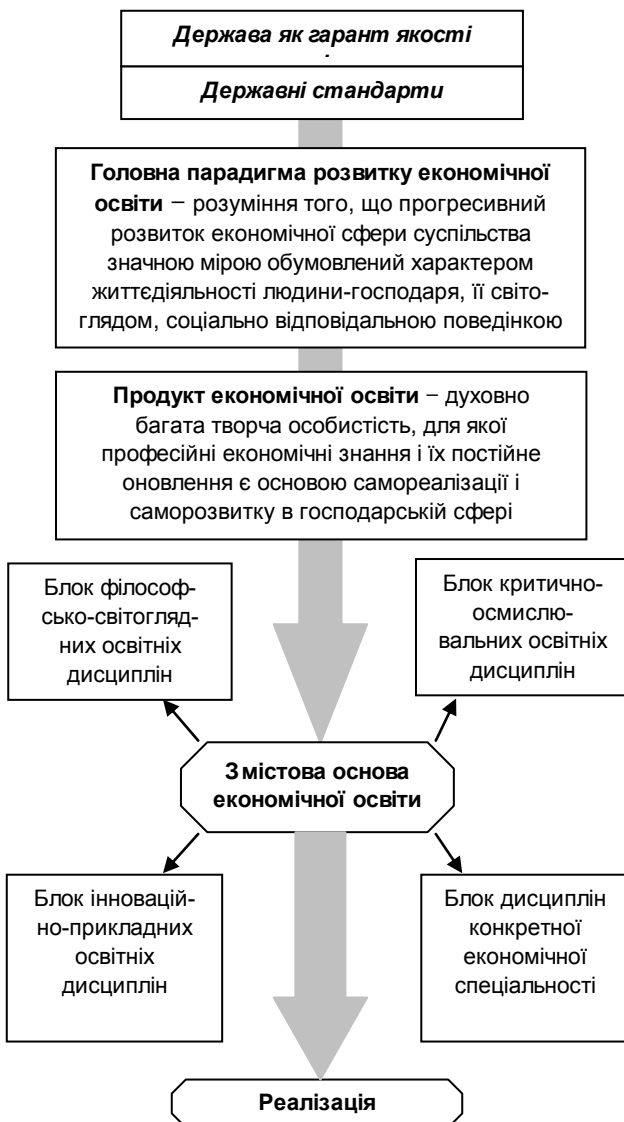 Держава як гарант якості
Державні стандарти
Головна парадигма розвитку економічної
освіти – розуміння того, що прогресивний
розвиток економічної сфери суспільства
значною мірою обумовлений характером
життєдіяльності людини-господаря, її світо-
глядом, соціально відповідальною поведінкою
Продукт економічної освіти – духовно
багата творча особистість, для якої
професійні економічні знання і їх постійне
оновлення є основою самореалізації і
саморозвитку в господарській сфері
Блок філософ-
сько-світогляд-
них освітніх
дисциплін
Блок критично-
осмислю-
вальних освітніх
дисциплін
Змістова основа
економічної освіти
Блок інновацій-
но-прикладних
освітніх
дисциплін
Блок дисциплін
конкретної
економічної
спеціальності
Реалізація